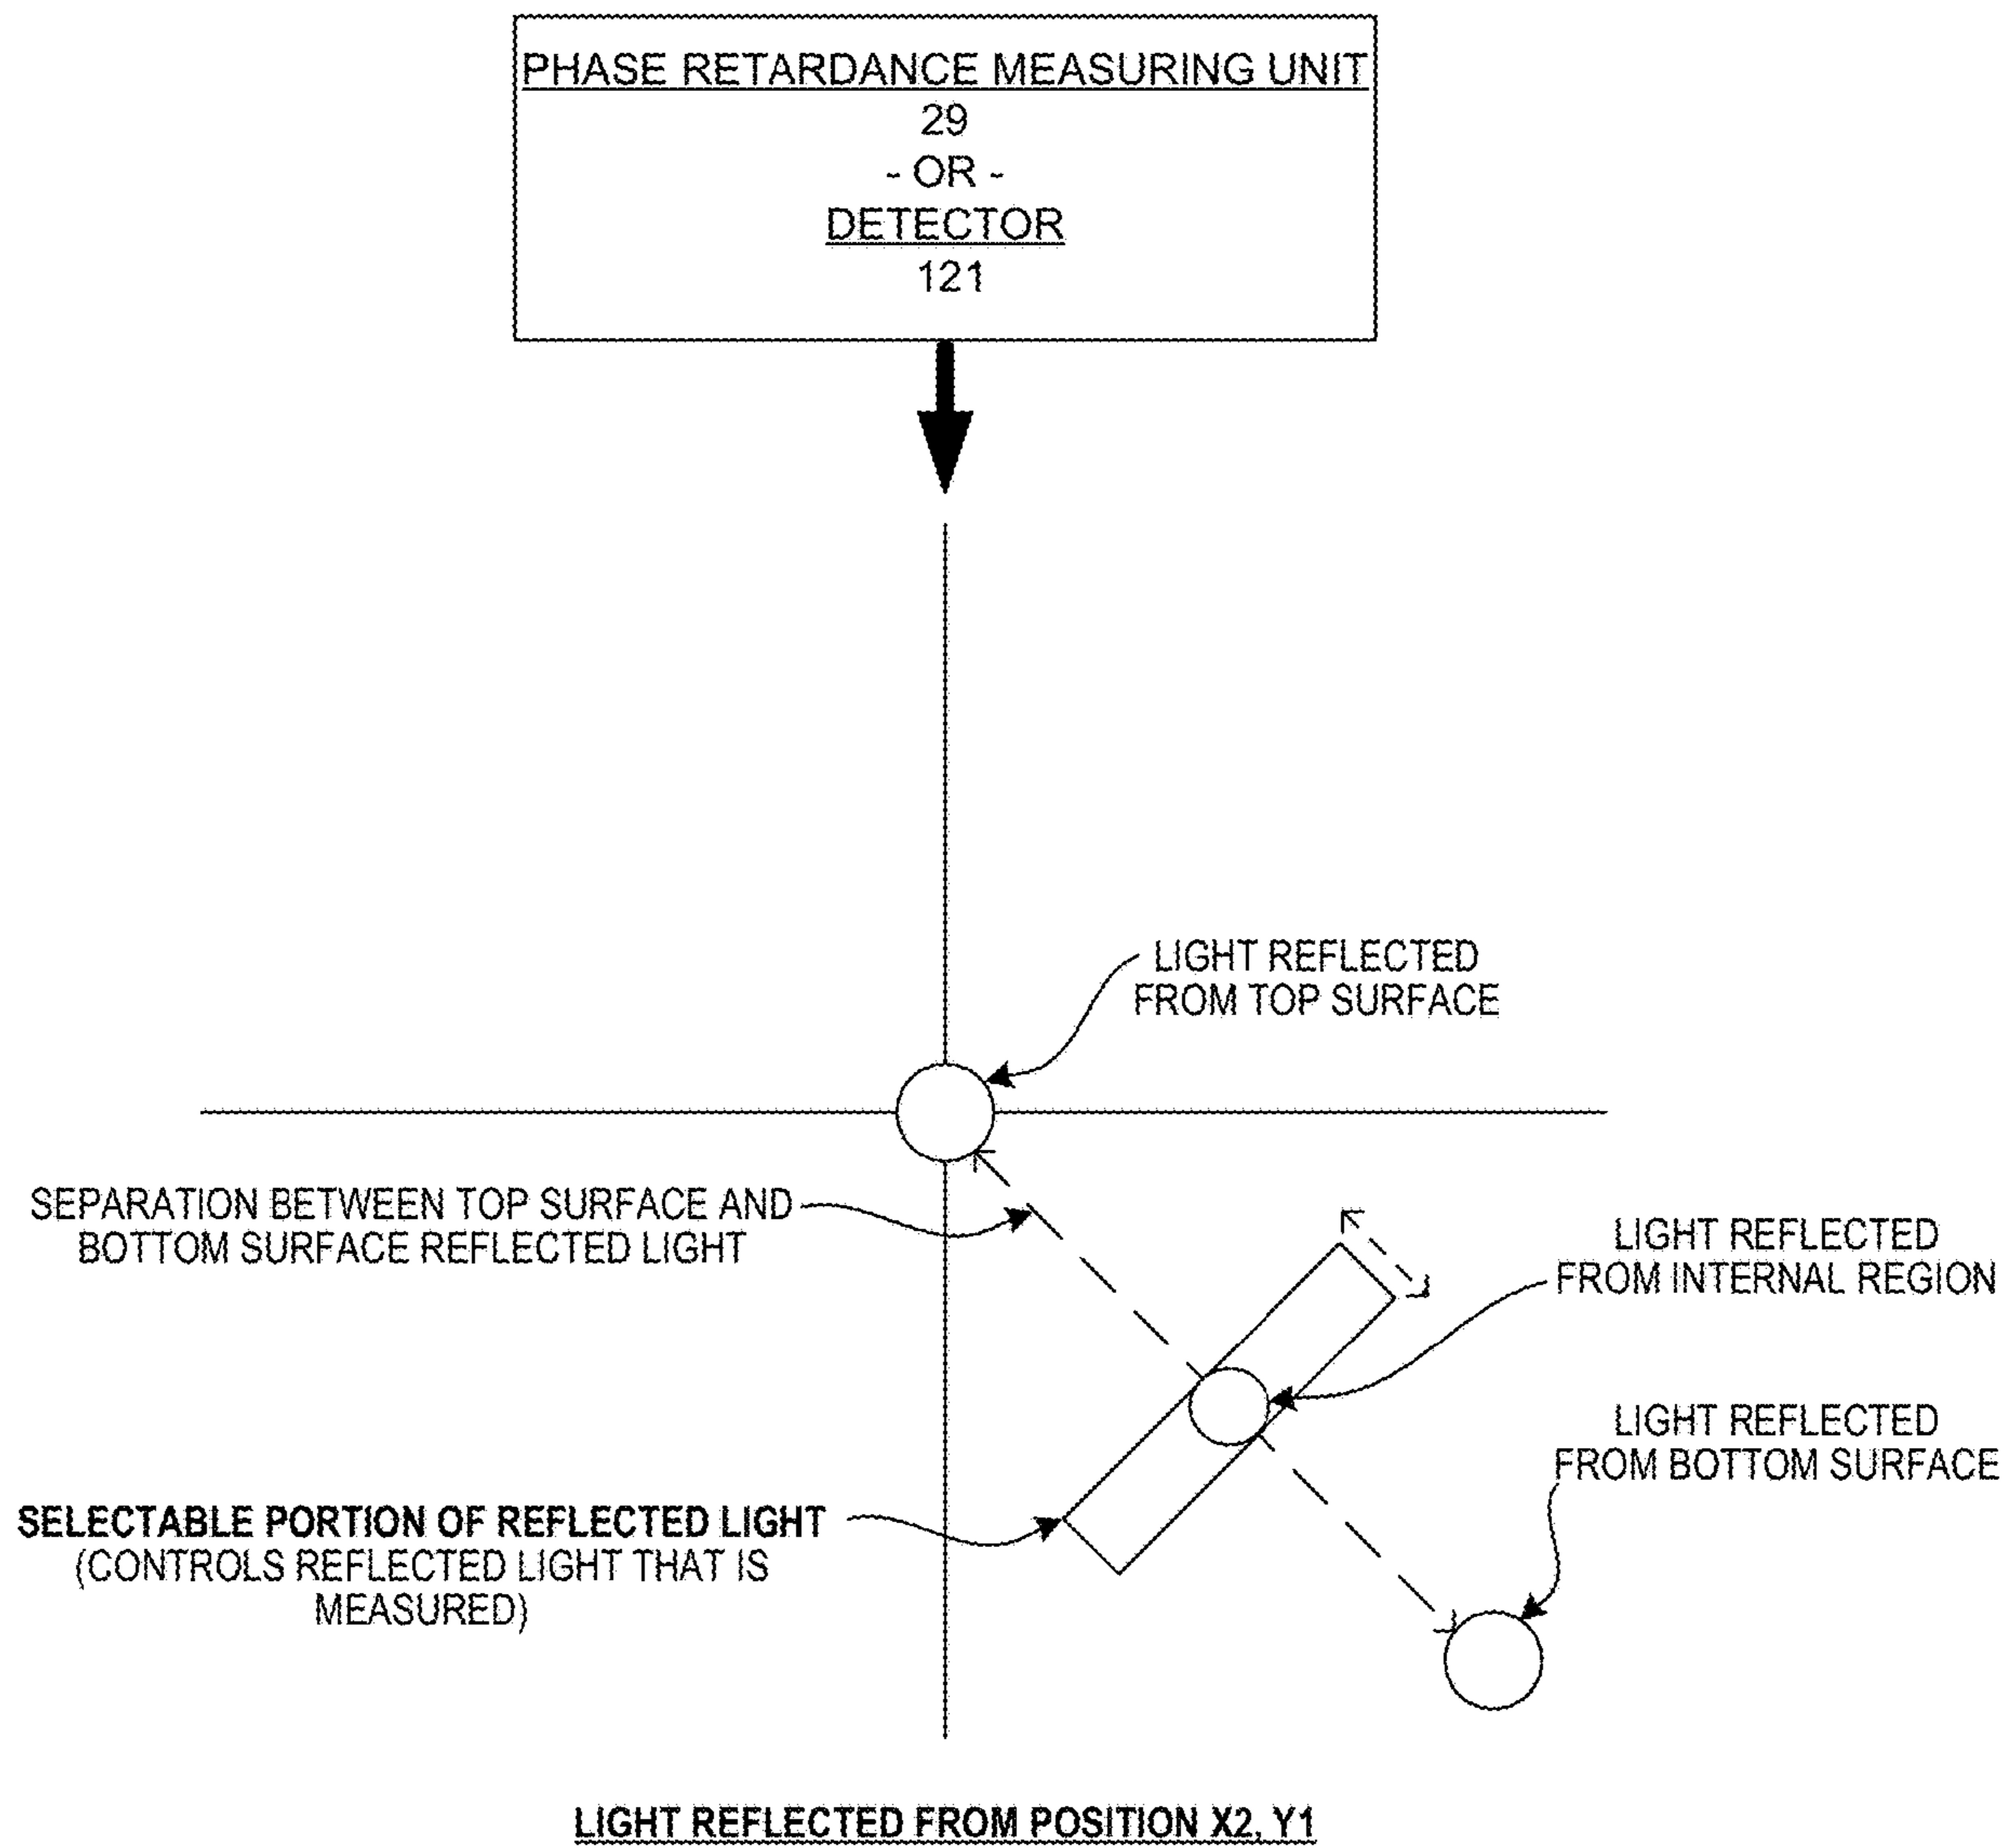 PHASE RETARDANCE MEASURING UNIT
29
- OR -
DETECTOR
121
LIGHT REFLECTED
FROM TOP SURFACE
SEPARATION BETWEEN TOP SURFACE AND
BOTTOM SURFACE REFLECTED LIGHT
LIGHT REFLECTED
FROM INTERNAL REGION
LIGHT REFLECTED
FROM BOTTOM SURFACE
SELECTABLE PORTION OF REFLECTED LIGHT
(CONTROLS REFLECTED LIGHT THAT IS
MEASURED)
LIGHT REFLECTED FROM POSITION X2, Y1